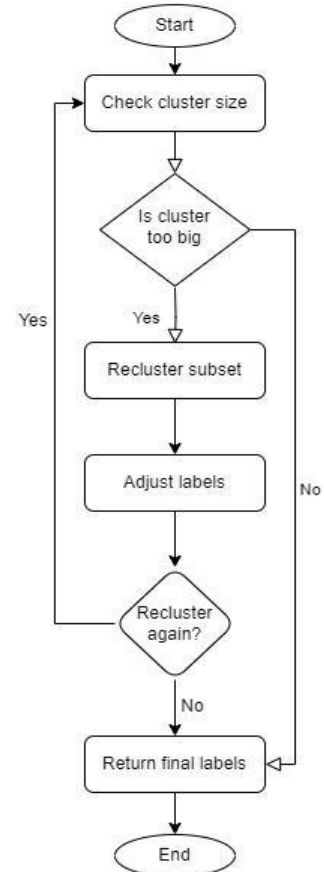 Start
Check cluster size
Is cluster
too big
Yes
Yes
Recluster subset
Adjust labels
No
Recluster
again?
No
Return final labels
End